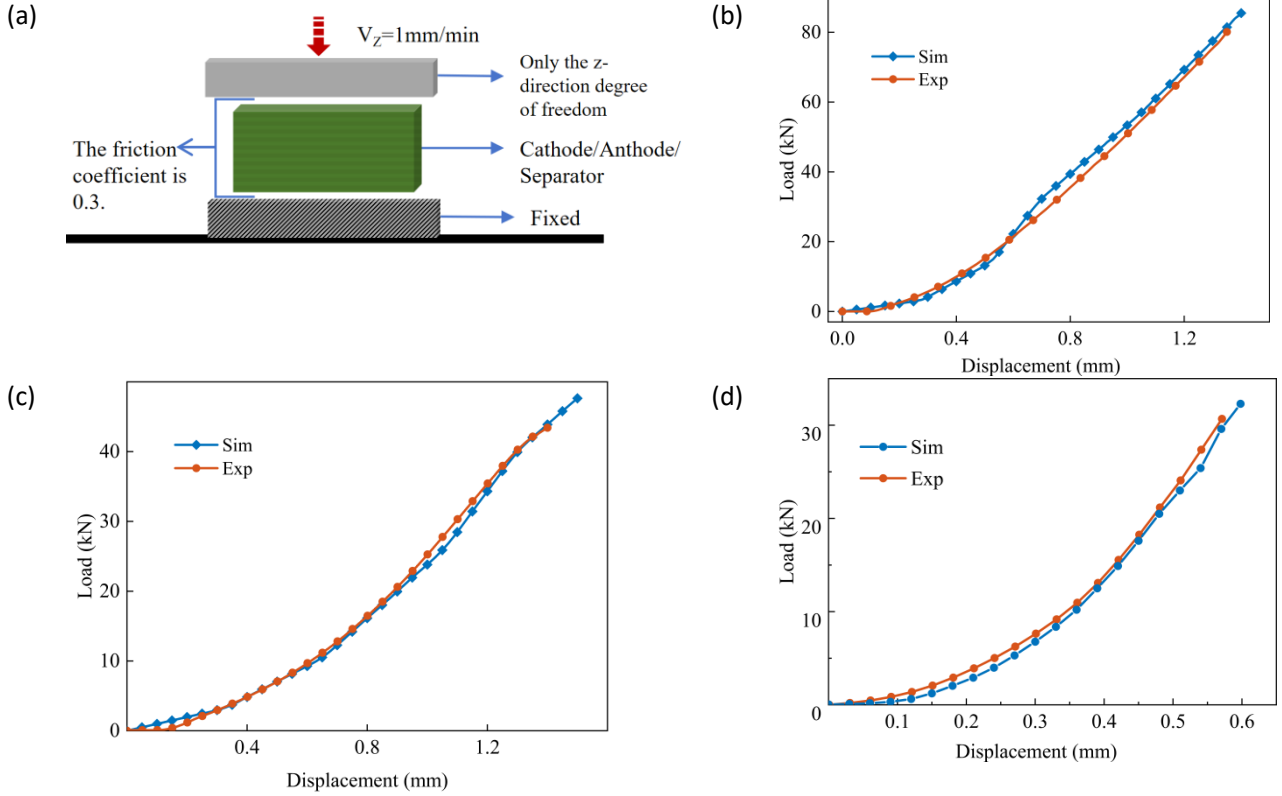 (a)
V_Z=1mm/min
Only the z-
direction degree
of freedom
The friction
coefficient is
0.3.
Cathode/Anthode/
Separator
Fixed
(b)
Load (kN)
80
60
40
20
0
Sim
Exp
0.0 0.4 0.8 1.2
Displacement (mm)
(c)
Load (kN)
40
30
20
10
0
Sim
Exp
0.4 0.8 1.2
Displacement (mm)
(d)
Load (kN)
30
20
10
0
Sim
Exp
0.1 0.2 0.3 0.4 0.5 0.6
Displacement (mm)